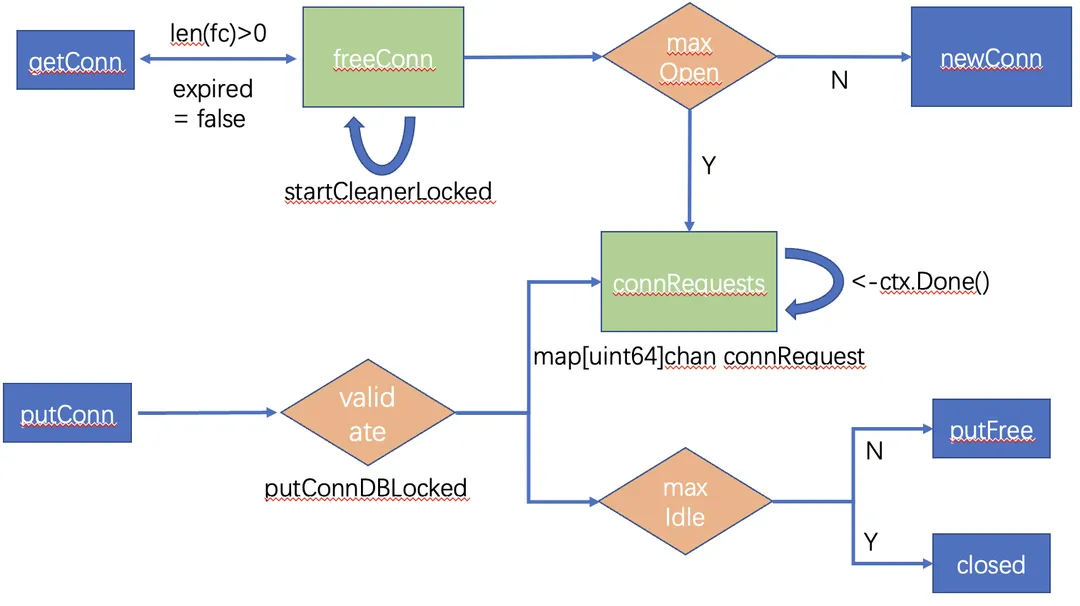 getConn
len(fc)>0
expired
= false
freeConn
startCleanerLocked
max
Open
N
newConn
Y
connRequests
<-ctx.Done()
map[uint64]chan connRequest
putConn
valid
ate
putConnDBLocked
max
Idle
N
putFree
Y
closed